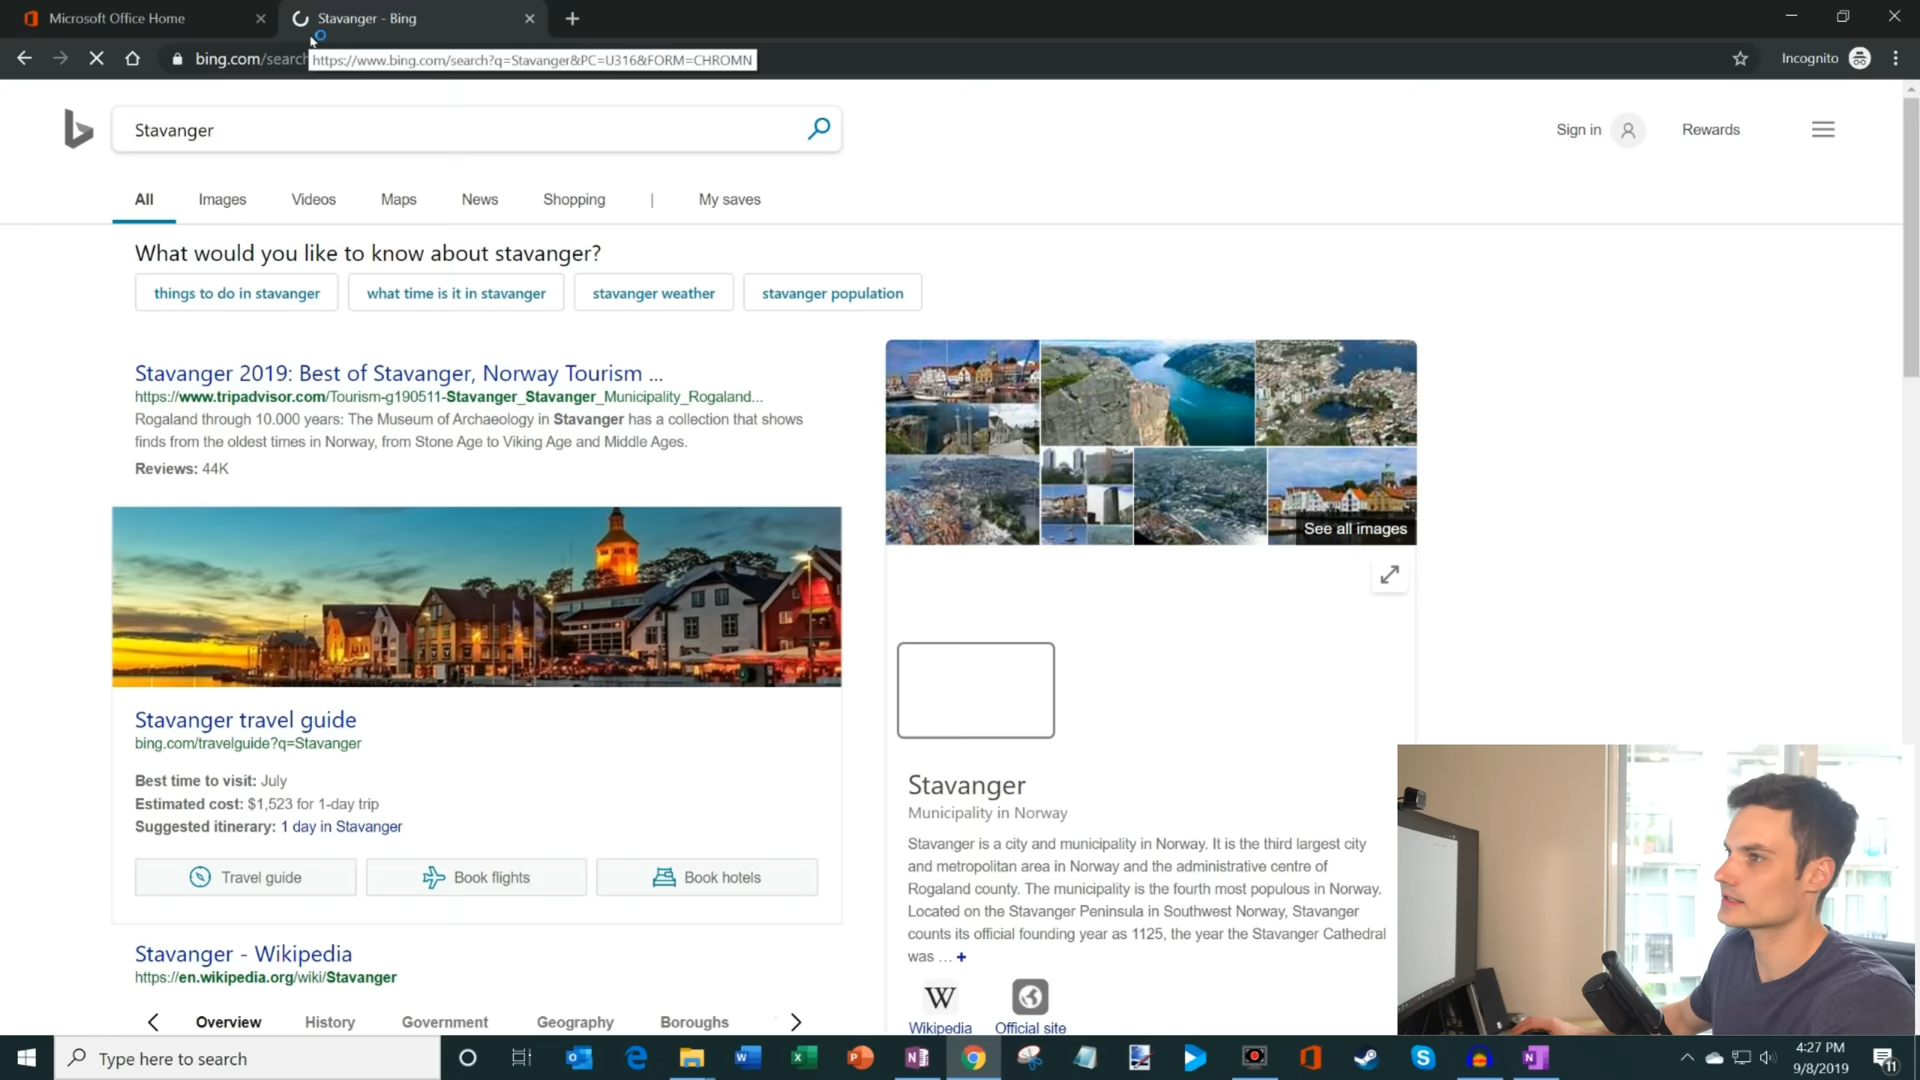 Microsoft Office Home
Stavanger - Bing
bing.com/search
https://www.bing.com/search?q=Stavanger&PC=U316&FORM=CHROMN
Incognito
Stavanger
Sign in
Rewards
All
Images
Videos
Maps
News
Shopping
|
My saves
What would you like to know about stavanger?
things to do in stavanger
what time is it in stavanger
stavanger weather
stavanger population
Stavanger 2019: Best of Stavanger, Norway Tourism ...
https://www.tripadvisor.com/Tourism-g190511-Stavanger_Stavanger_Municipality_Rogaland...
Rogaland through 10.000 years: The Museum of Archaeology in Stavanger has a collection that shows
finds from the oldest times in Norway, from Stone Age to Viking Age and Middle Ages.
Reviews: 44K
Stavanger travel guide
bing.com/travelguide?q=Stavanger
Best time to visit: July
Estimated cost: $1,523 for 1-day trip
Suggested itinerary: 1 day in Stavanger
Travel guide
Book flights
Book hotels
Stavanger - Wikipedia
https://en.wikipedia.org/wiki/Stavanger
Overview
History
Government
Geography
Boroughs
See all images
Stavanger
Municipality in Norway
Stavanger is a city and municipality in Norway. It is the third largest city
and metropolitan area in Norway and the administrative centre of
Rogaland county. The municipality is the fourth most populous in Norway.
Located on the Stavanger Peninsula in Southwest Norway, Stavanger
counts its official founding year as 1125, the year the Stavanger Cathedral
was ... +
W
Wikipedia
Official site
Type here to search
4:27 PM
9/8/2019
11